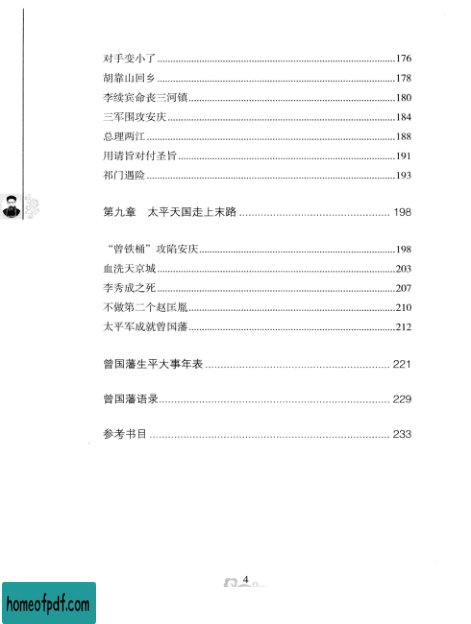 对手变小了 176
胡靠山回乡 178
李续宾命丧三河镇 180
三军围攻安庆 184
总理两江 188
用请旨对付圣旨 191
祁门遇险 193
第九章 太平天国走上末路 198
“曾铁桶”攻陷安庆 198
血洗天京城 203
李秀成之死 207
不做第二个赵匡胤 210
太平军成就曾国藩 212
曾国藩生平大事年表 221
曾国藩语录 229
参考书目 233
4
homeofpdf.com